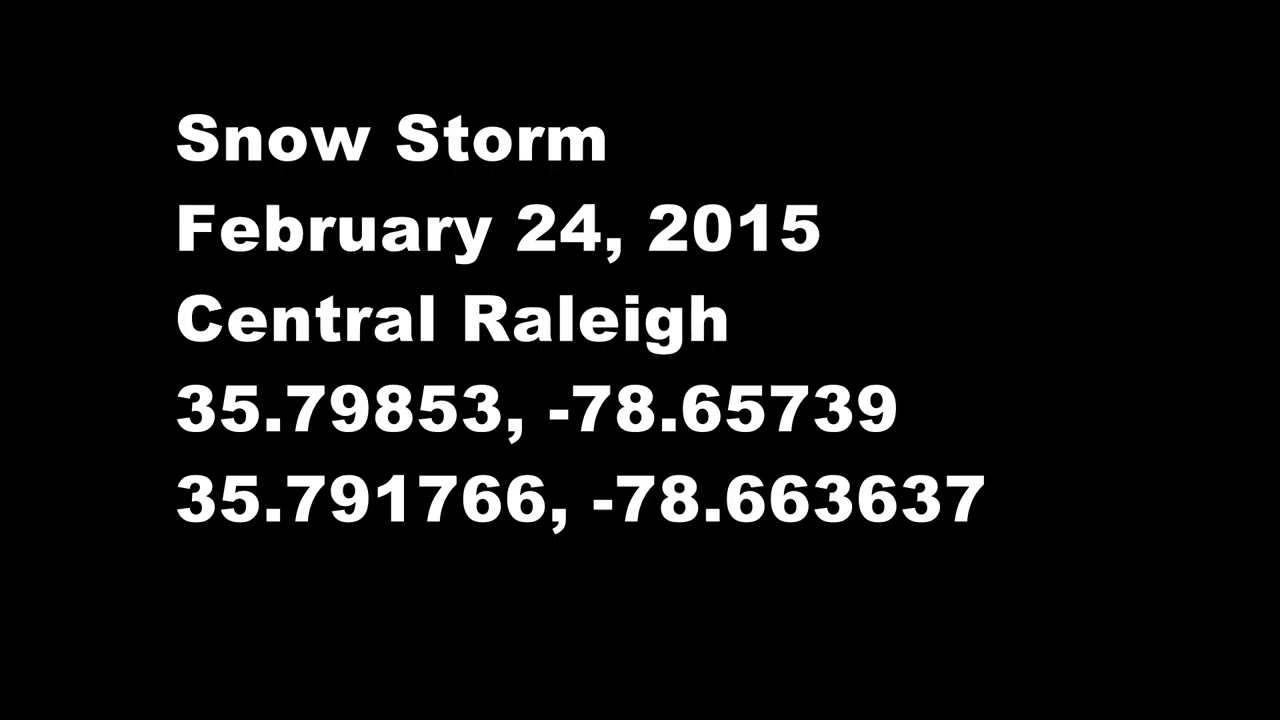 Snow Storm
February 24, 2015
Central Raleigh
35.79853, -78.65739
35.791766, -78.663637